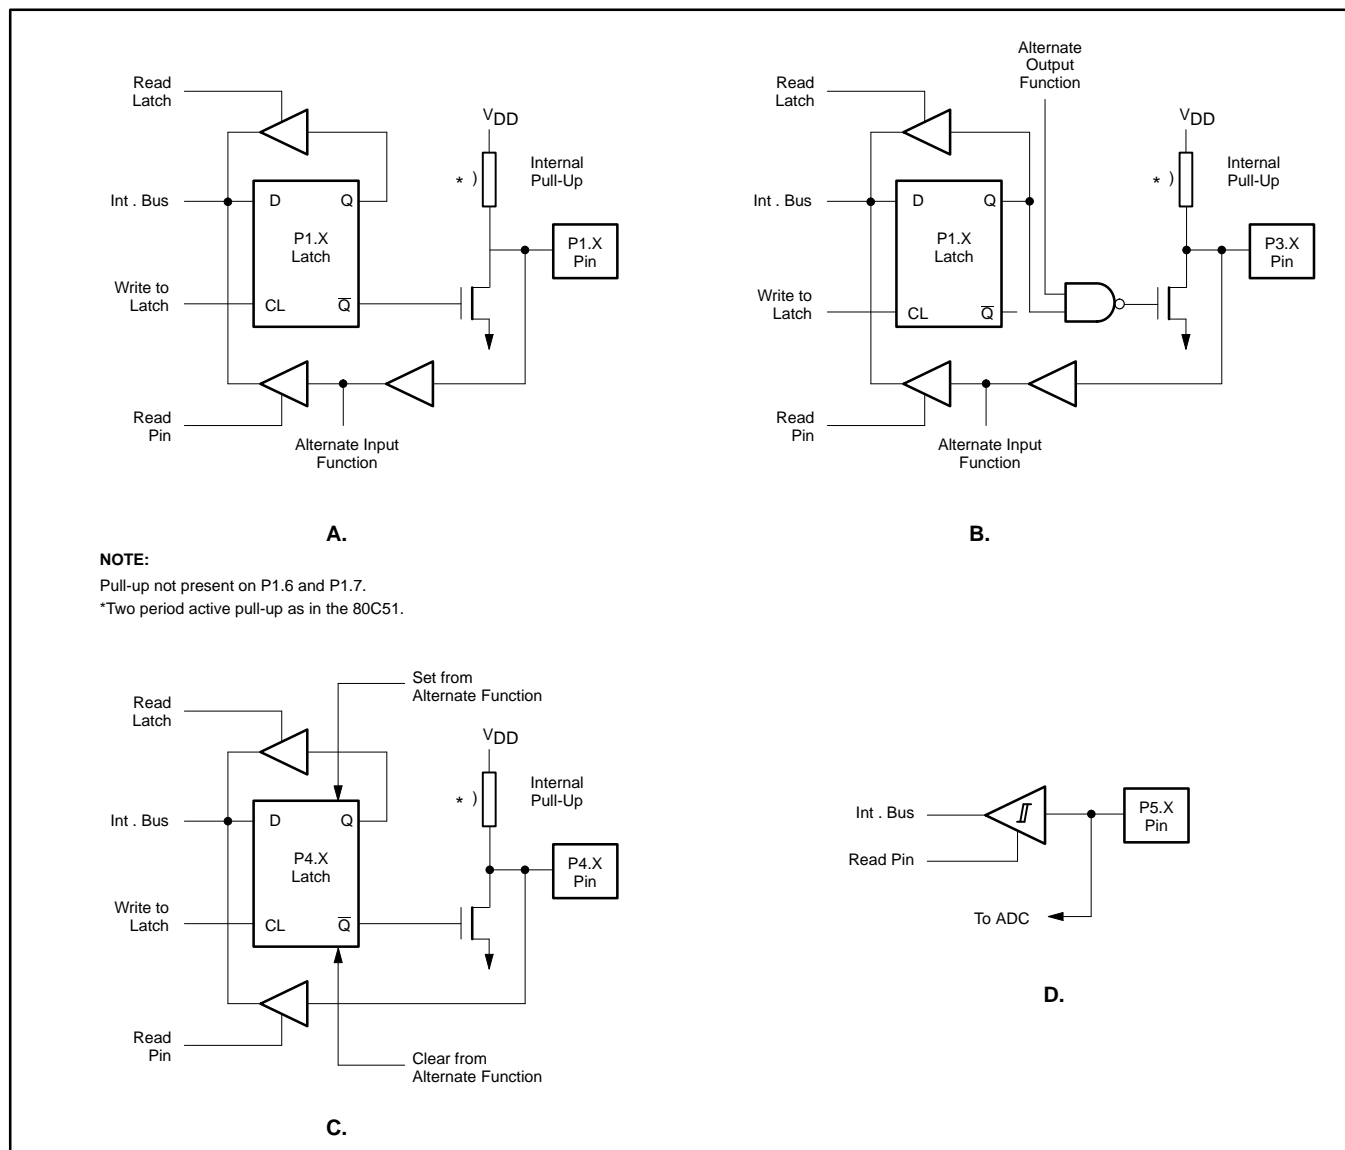 Read
Latch
VDD
* )
Internal
Pull-Up
Int . Bus
D
Q
P1.X
Latch
P1.X
Pin
Write to
Latch
CL
Q̅
Read
Pin
Alternate Input
Function
A.
Alternate
Output
Function
Read
Latch
VDD
* )
Internal
Pull-Up
Int . Bus
D
Q
P1.X
Latch
P3.X
Pin
Write to
Latch
CL
Q̅
Read
Pin
Alternate Input
Function
B.
NOTE:
Pull-up not present on P1.6 and P1.7.
*Two period active pull-up as in the 80C51.
Set from
Alternate Function
Read
Latch
VDD
* )
Internal
Pull-Up
Int . Bus
D
Q
P4.X
Latch
P4.X
Pin
Write to
Latch
CL
Q̅
Read
Pin
Clear from
Alternate Function
C.
Int . Bus
P5.X
Pin
Read Pin
To ADC
D.